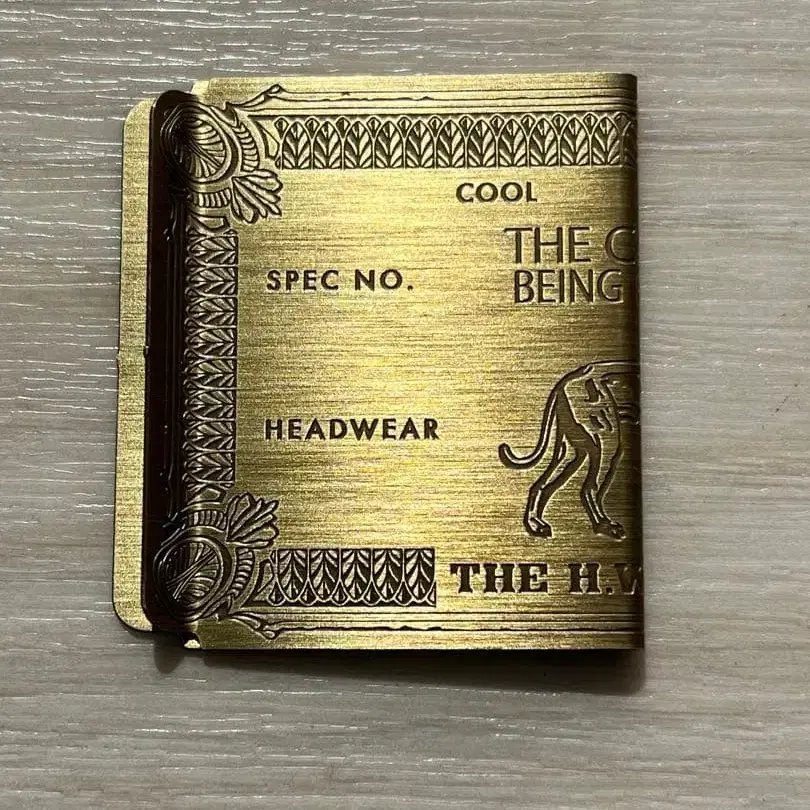 COOL
THE C
BEING
SPEC NO.
HEADWEAR
THE H.W